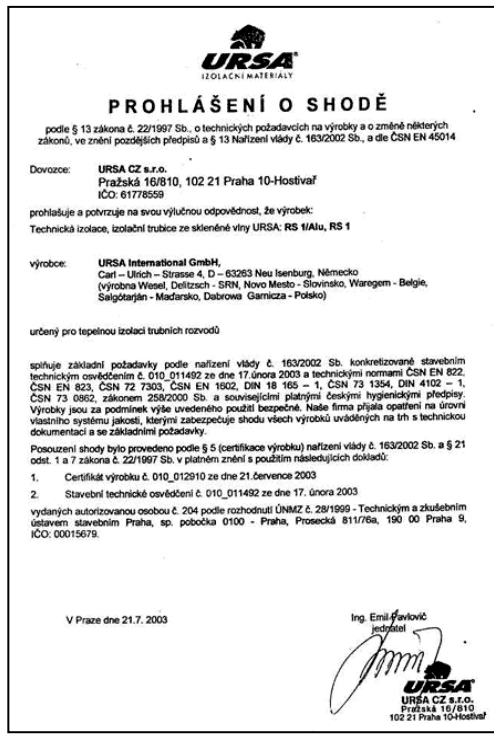 URSA
IZOLAČNÍ MATERIÁLY
PROHLÁŠENÍ O SHODĚ
podle § 13 zákona č. 22/1997 Sb., o technických požadavcích na výrobky a o změně některých
zákonů, ve znění pozdějších předpisů a § 13 Nařízení vlády č. 163/2002 Sb., a dle ČSN EN 45014
Dovozce: URSA CZ s.r.o.
Pražská 16/810, 102 21 Praha 10-Hostivař
IČO: 61778559
prohlašuje a potvrzuje na svou výlučnou odpovědnost, že výrobek:
Technická izolace, izolační trubice ze skleněné vlny URSA: RS 1/Alu, RS 1
výrobce: URSA International GmbH,
Carl – Ulrich – Strasse 4, D – 63263 Neu Isenburg, Německo
(výrobna Wesel, Delitzsch - SRN, Novo Mesto - Slovinsko, Waregem - Belgie,
Salgótarján - Maďarsko, Dabrowa Garnicza - Polsko)
určený pro tepelnou izolaci trubních rozvodů
splňuje základní požadavky podle nařízení vlády č. 163/2002 Sb. konkretizované stavebním
technickým osvědčením č. 010_011492 ze dne 17.února 2003 a technickými normami ČSN EN 822,
ČSN EN 823, ČSN 72 7303, ČSN EN 1602, DIN 18 165 – 1, ČSN 73 1354, DIN 4102 – 1,
ČSN 73 0862, zákonem 258/2000 Sb. a souvisejícími platnými českými hygienickými předpisy.
Výrobky jsou za podmínek výše uvedeného použití bezpečné. Naše firma přijala opatření na úrovni
vlastního systému jakosti, kterými zabezpečuje shodu všech výrobků uváděných na trh s technickou
dokumentací a se základními požadavky.
Posouzení shody bylo provedeno podle § 5 (certifikace výrobku) nařízení vlády č. 163/2002 Sb. a § 21
odst. 1 a 7 zákona č. 22/1997 Sb. v platném znění s použitím následujících dokladů:
1. Certifikát výrobku č. 010_012910 ze dne 21.července 2003
2. Stavební technické osvědčení č. 010_011492 ze dne 17. února 2003
vydaných autorizovanou osobou č. 204 podle rozhodnutí ÚNMZ č. 28/1999 - Technickým a zkušebním
ústavem stavebním Praha, sp. pobočka 0100 - Praha, Prosecká 811/76a, 190 00 Praha 9,
IČO: 00015679.
V Praze dne 21.7. 2003
Ing. Emil Pavlovič
jednatel
URSA
URSA CZ s.r.o.
Pražská 16/810
102 21 Praha 10-Hostivař